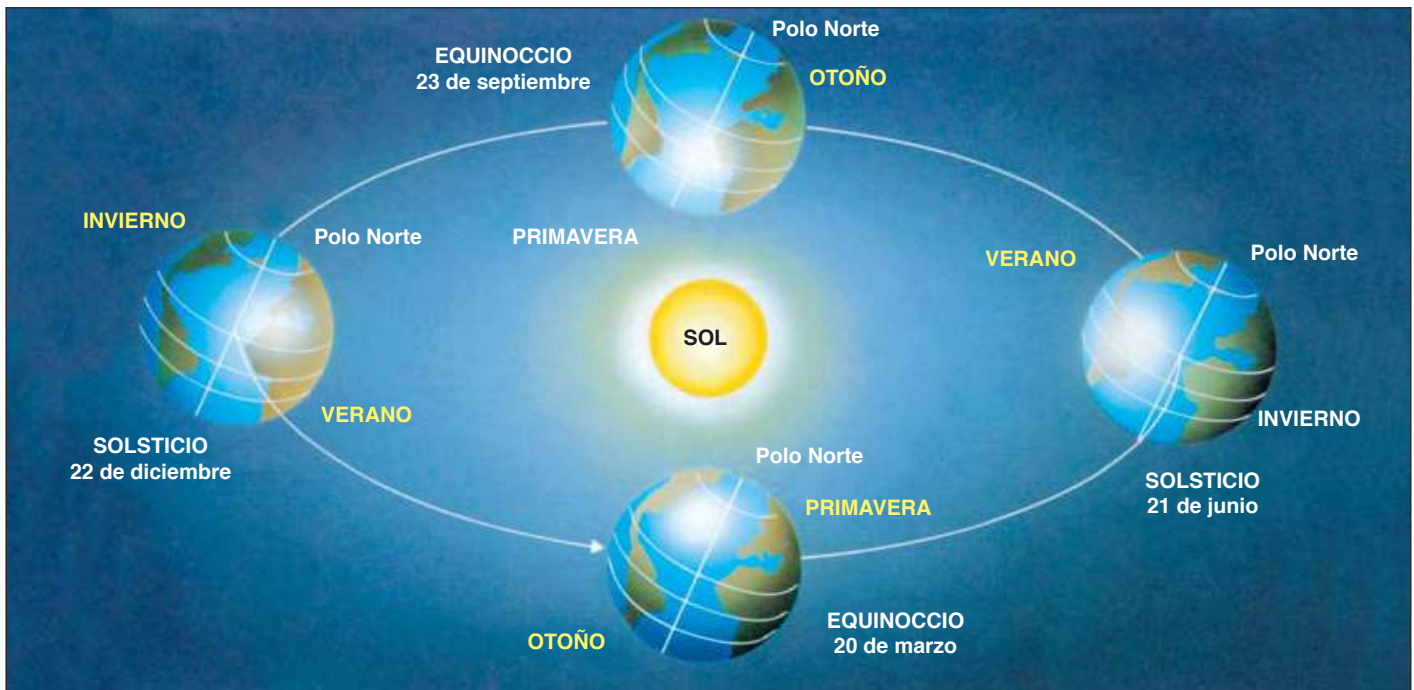 Polo Norte
EQUINOCCIO
23 de septiembre
OTOÑO
INVIERNO
Polo Norte
PRIMAVERA
VERANO
Polo Norte
SOL
VERANO
INVIERNO
SOLSTICIO
22 de diciembre
Polo Norte
SOLSTICIO
21 de junio
PRIMAVERA
OTOÑO
EQUINOCCIO
20 de marzo